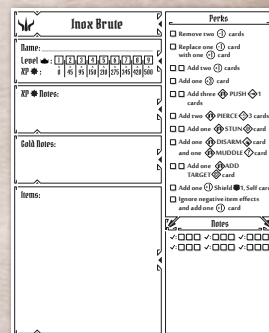 Inox Brute
Name:
Level : 1 2 3 4 5 6 7 8 9
XP : 0 45 95 150 210 275 345 420 500
XP Notes:
Gold Notes:
Items:
Perks
Remove two -1 cards
Replace one -1 card
with one +1 card
Add two +1 cards
Add one +3 card
Add three PUSH 1
cards
Add two PIERCE 3 cards
Add one STUN card
Add one DISARM card
and one MUDDLE card
Add one ADD
TARGET card
Add one +1 Shield 1, Self card
Ignore negative item effects
and add one +1 card
Notes